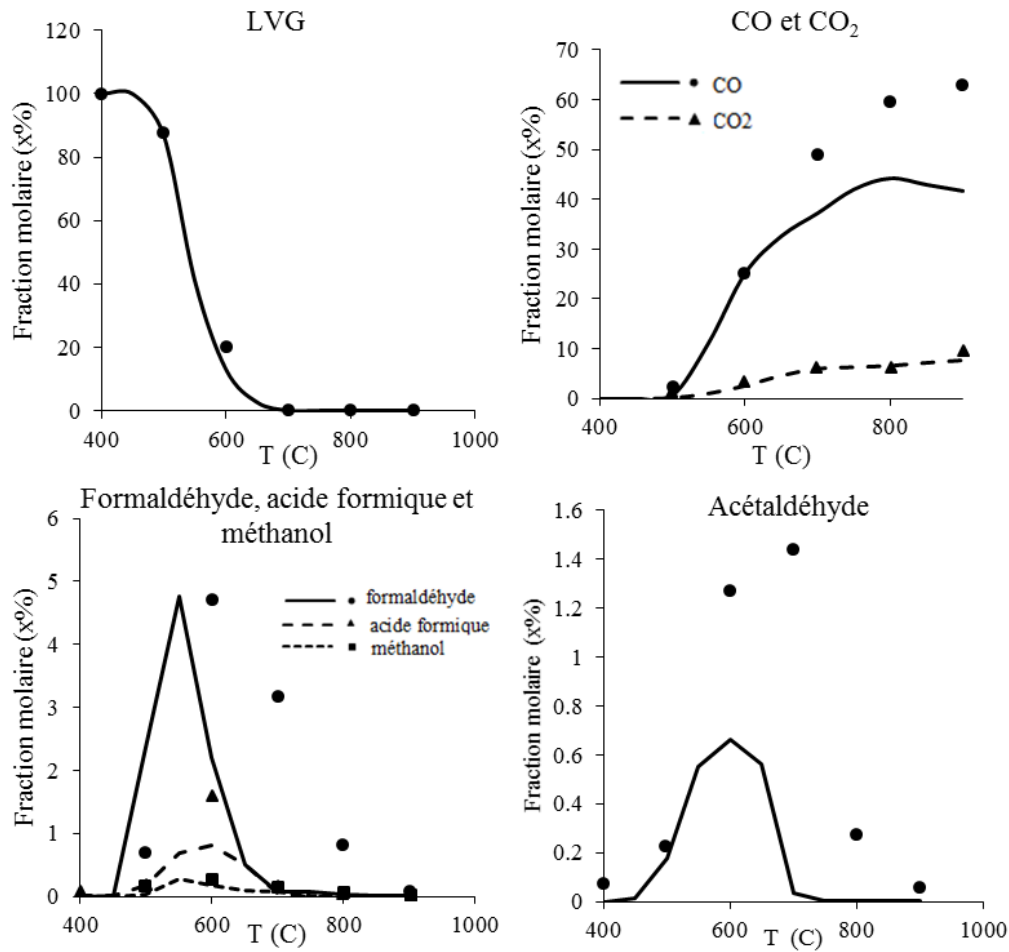 LVG
Fraction molaire (x%)
120
100
80
60
40
20
0
400
600
800
1000
T (C)
CO et CO₂
Fraction molaire (x%)
70
60
50
40
30
20
10
0
CO
CO2
400
600
800
T (C)
Formaldéhyde, acide formique et
méthanol
Fraction molaire (x%)
6
5
4
3
2
1
0
formaldéhyde
acide formique
méthanol
400
600
800
1000
T (C)
Acétaldéhyde
Fraction molaire (x%)
1.6
1.4
1.2
1
0.8
0.6
0.4
0.2
0
400
600
800
1000
T (C)